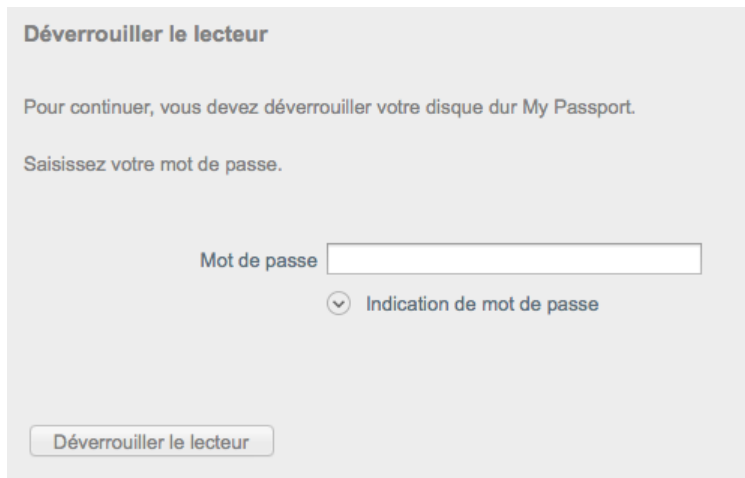 Déverrouiller le lecteur
Pour continuer, vous devez déverrouiller votre disque dur My Passport.
Saisissez votre mot de passe.
Mot de passe
Indication de mot de passe
Déverrouiller le lecteur